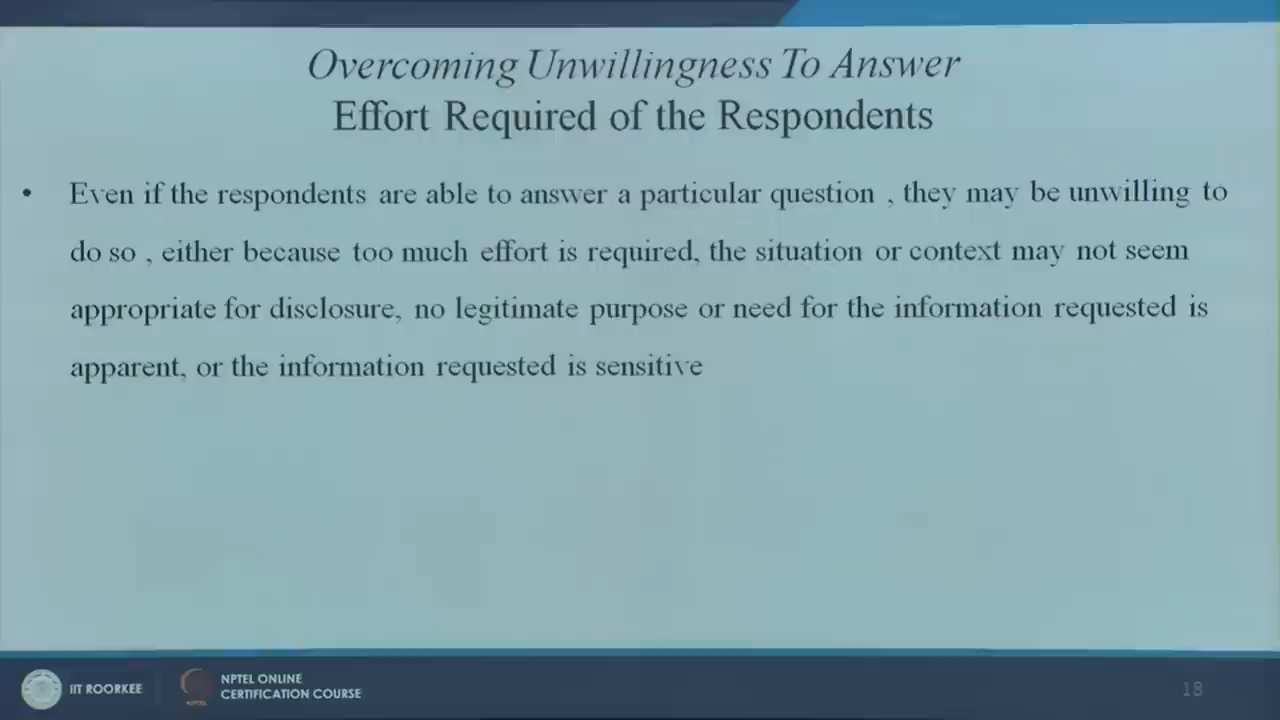 Overcoming Unwillingness To Answer
Effort Required of the Respondents
• Even if the respondents are able to answer a particular question , they may be unwilling to
do so , either because too much effort is required, the situation or context may not seem
appropriate for disclosure, no legitimate purpose or need for the information requested is
apparent, or the information requested is sensitive
IIT ROORKEE
NPTEL ONLINE
CERTIFICATION COURSE
NPTEL
18